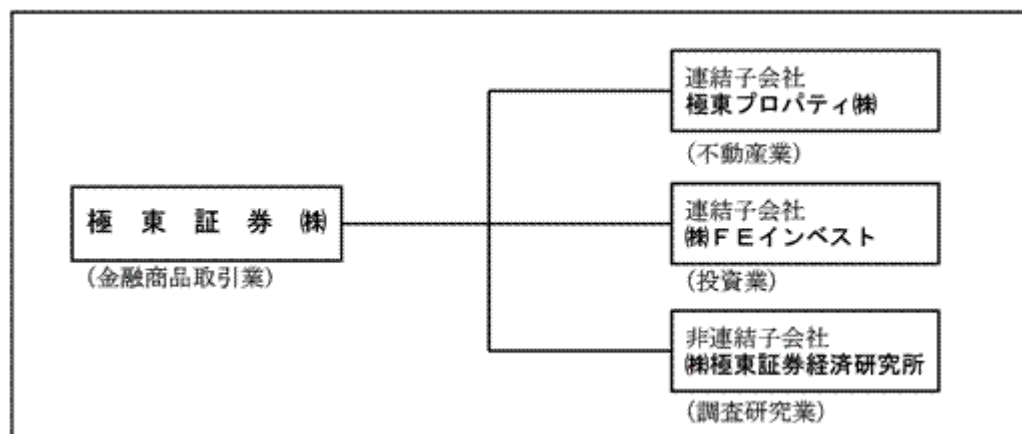 連結子会社
極東プロパティ㈱
(不動産業)
極東証券㈱
(金融商品取引業)
連結子会社
㈱FEインベスト
(投資業)
非連結子会社
㈱極東証券経済研究所
(調査研究業)